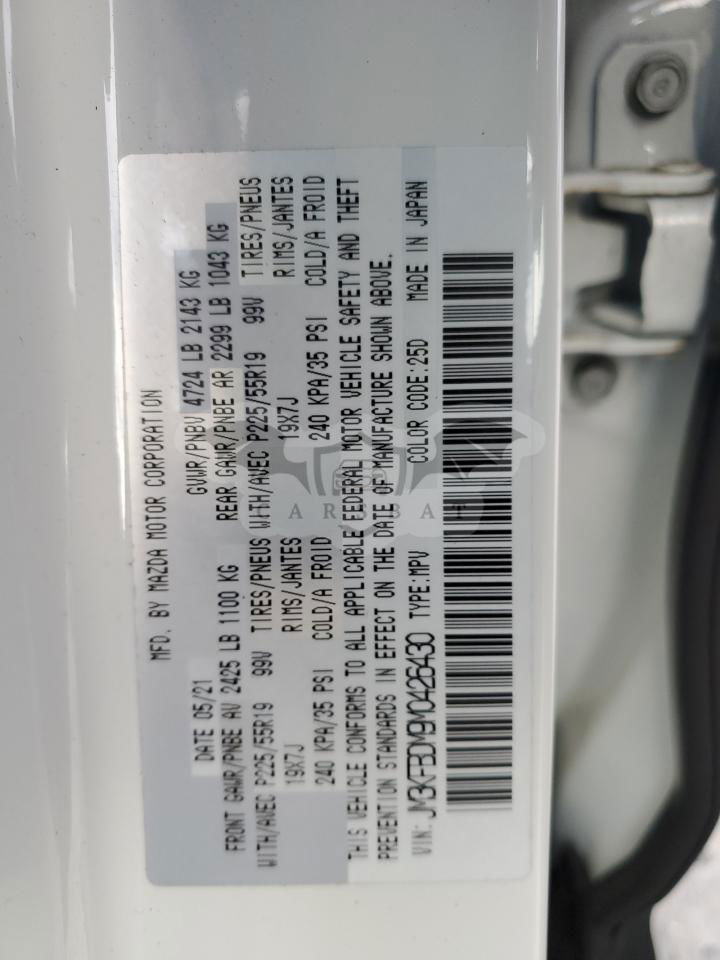 MFD. BY MAZDA MOTOR CORPORATION
DATE 05/21 GVWR/PNBV 4724 LB 2143 KG
FRONT GAWR/PNBE AV 2425 LB 1100 KG REAR GAWR/PNBE AR 2299 LB 1043 KG
WITH/AVEC P225/55R19 99V TIRES/PNEUS WITH/AVEC P225/55R19 99V TIRES/PNEUS
19X7J RIMS/JANTES 19X7J RIMS/JANTES
240 KPA/35 PSI COLD/A FROID 240 KPA/35 PSI COLD/A FROID
THIS VEHICLE CONFORMS TO ALL APPLICABLE FEDERAL MOTOR VEHICLE SAFETY AND THEFT
PREVENTION STANDARDS IN EFFECT ON THE DATE OF MANUFACTURE SHOWN ABOVE.
VIN: JM3KFBDM9M0426430 TYPE:MPV COLOR CODE:25D MADE IN JAPAN
CARSBAT